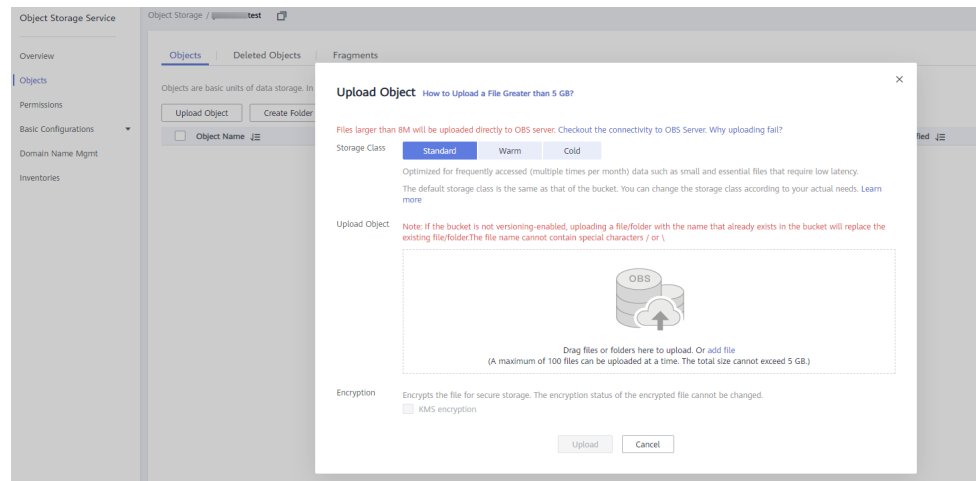 Object Storage Service
Object Storage / test
Overview
Objects
Permissions
Basic Configurations
Domain Name Mgmt
Inventories
Objects
Deleted Objects
Fragments
Objects are basic units of data storage. In
Upload Object
Create Folder
Object Name
fied
Upload Object How to Upload a File Greater than 5 GB?
Files larger than 8M will be uploaded directly to OBS server. Checkout the connectivity to OBS Server. Why uploading fail?
Storage Class
Standard
Warm
Cold
Optimized for frequently accessed (multiple times per month) data such as small and essential files that require low latency.
The default storage class is the same as that of the bucket. You can change the storage class according to your actual needs. Learn
more
Upload Object
Note: If the bucket is not versioning-enabled, uploading a file/folder with the name that already exists in the bucket will replace the
existing file/folder.The file name cannot contain special characters / or \
OBS
Drag files or folders here to upload. Or add file
(A maximum of 100 files can be uploaded at a time. The total size cannot exceed 5 GB.)
Encryption
Encrypts the file for secure storage. The encryption status of the encrypted file cannot be changed.
KMS encryption
Upload
Cancel